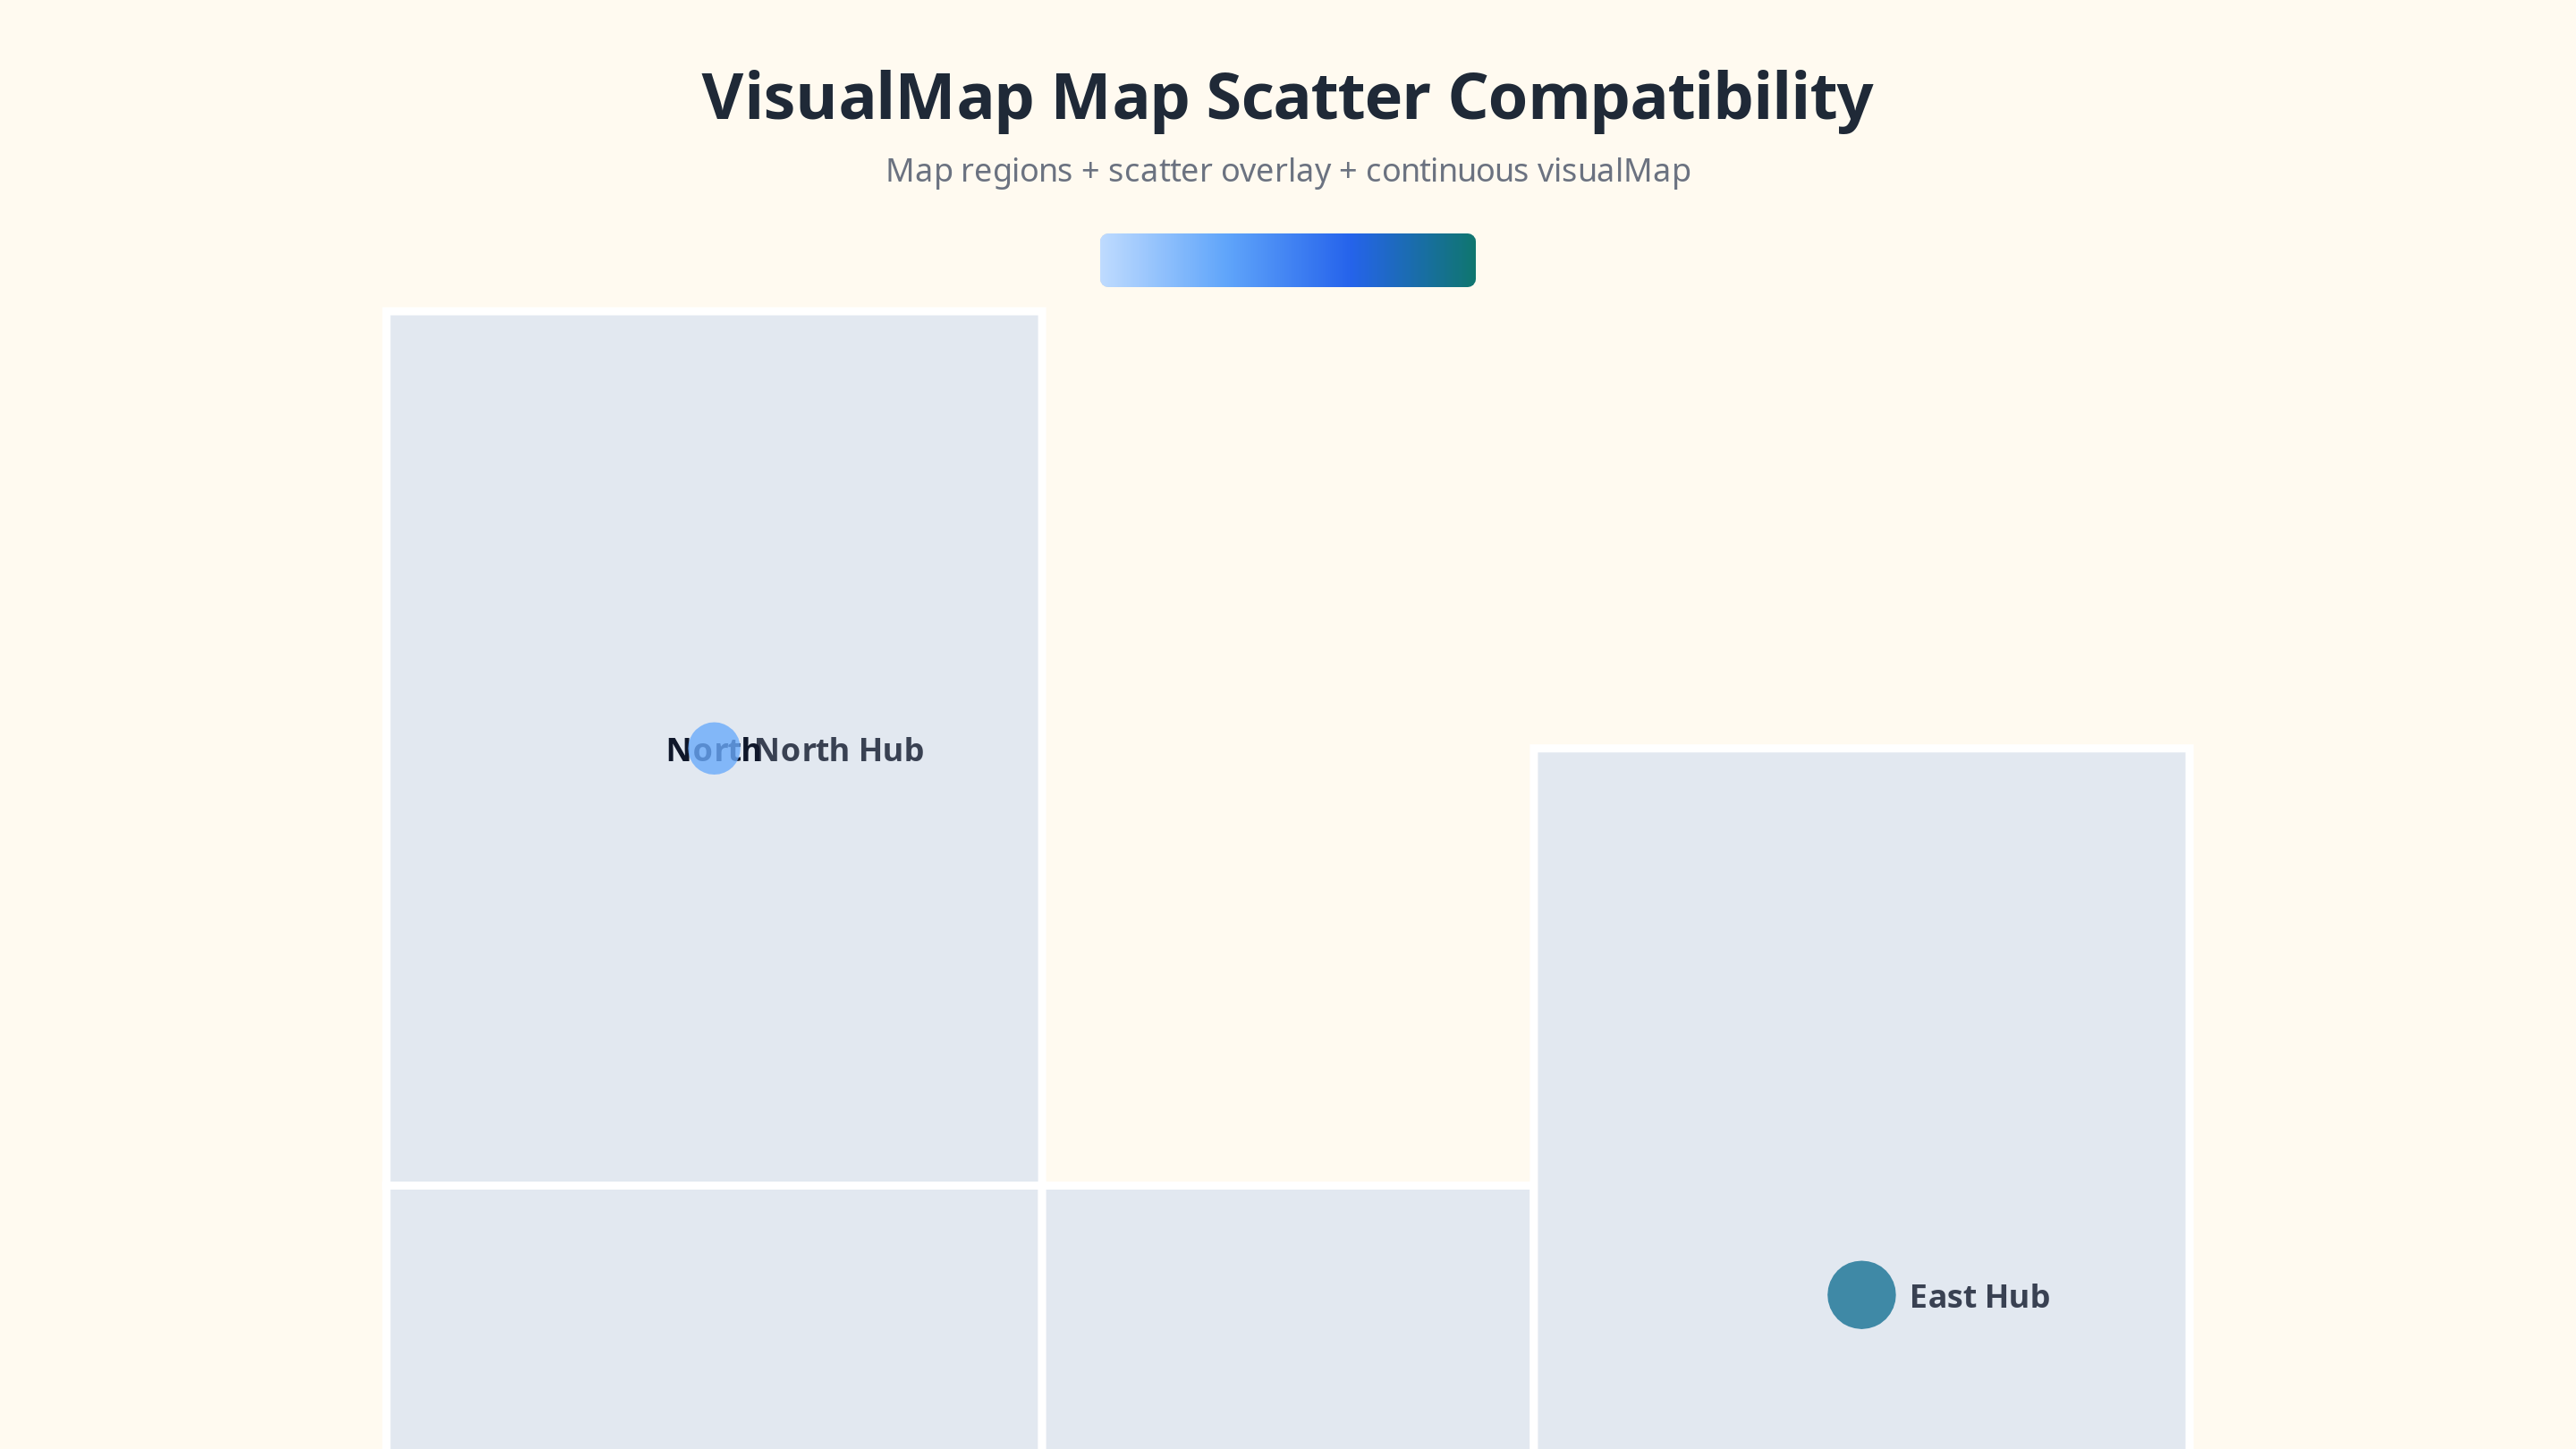 VisualMap Map Scatter Compatibility
Map regions + scatter overlay + continuous visualMap
North
North Hub
East Hub